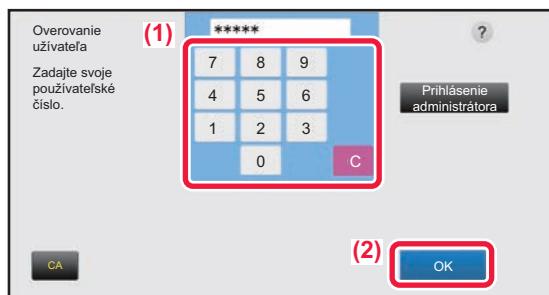 Overovanie
užívateľa
Zadajte svoje
používateľské
číslo.
(1)
*****
7 8 9
4 5 6
1 2 3
0 C
?
Prihlásenie
administrátora
CA
(2)
OK